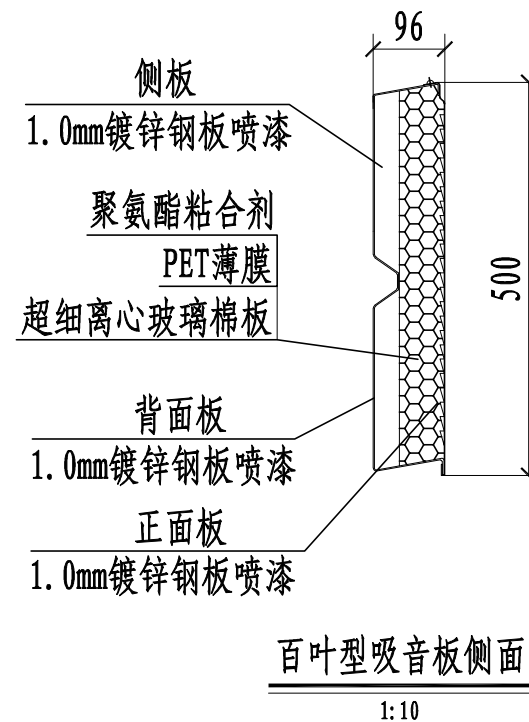 96
侧板
1.0mm镀锌钢板喷漆
聚氨酯粘合剂
PET薄膜
超细离心玻璃棉板
500
背面板
1.0mm镀锌钢板喷漆
正面板
1.0mm镀锌钢板喷漆
百叶型吸音板侧面
1:10